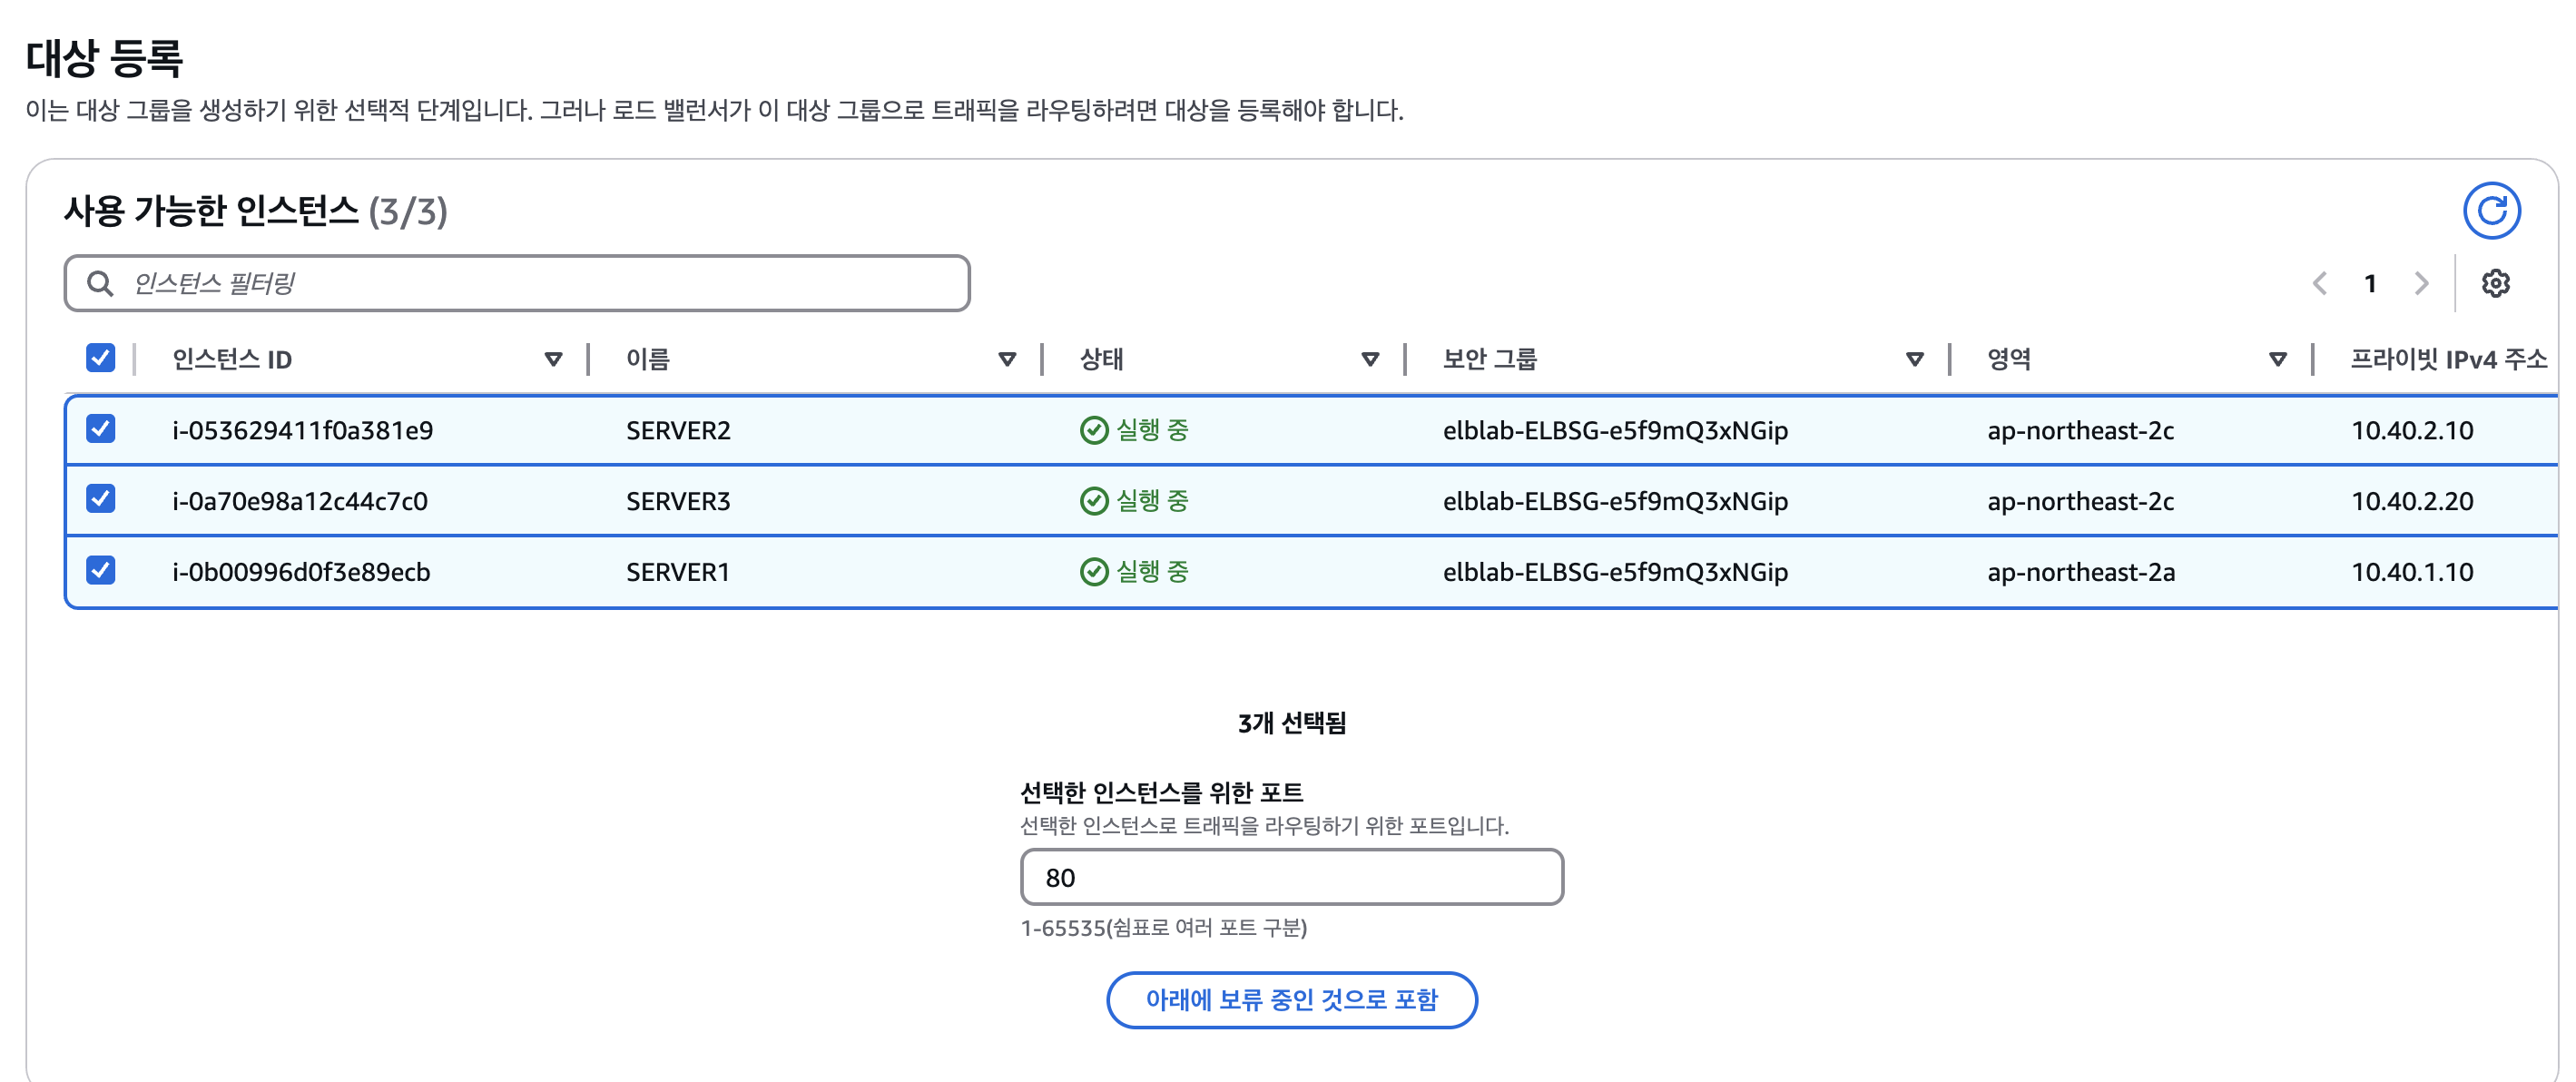 대상 등록
이는 대상 그룹을 생성하기 위한 선택적 단계입니다. 그러나 로드 밸런서가 이 대상 그룹으로 트래픽을 라우팅하려면 대상을 등록해야 합니다.
사용 가능한 인스턴스 (3/3)
인스턴스 필터링
1
인스턴스 ID 이름 상태 보안 그룹 영역 프라이빗 IPv4 주소
i-053629411f0a381e9 SERVER2 실행 중 elblab-ELBSG-e5f9mQ3xNGip ap-northeast-2c 10.40.2.10
i-0a70e98a12c44c7c0 SERVER3 실행 중 elblab-ELBSG-e5f9mQ3xNGip ap-northeast-2c 10.40.2.20
i-0b00996d0f3e89ecb SERVER1 실행 중 elblab-ELBSG-e5f9mQ3xNGip ap-northeast-2a 10.40.1.10
3개 선택됨
선택한 인스턴스를 위한 포트
선택한 인스턴스로 트래픽을 라우팅하기 위한 포트입니다.
80
1-65535(쉼표로 여러 포트 구분)
아래에 보류 중인 것으로 포함